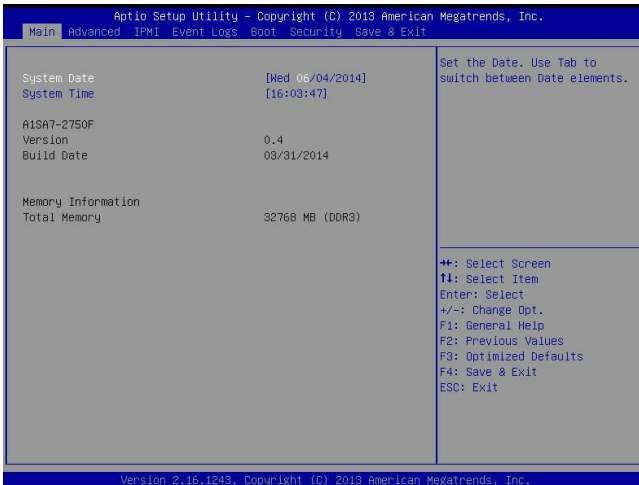 Aptio Setup Utility - Copyright (C) 2013 American Megatrends, Inc.
Main Advanced IPMI Event Logs Boot Security Save & Exit
System Date [Wed 06/04/2014]
System Time [16:03:47]
A1SA7-2750F
Version 0.4
Build Date 03/31/2014
Memory Information
Total Memory 32768 MB (DDR3)
Set the Date. Use Tab to
switch between Date elements.
→←: Select Screen
↑↓: Select Item
Enter: Select
+/-: Change Opt.
F1: General Help
F2: Previous Values
F3: Optimized Defaults
F4: Save & Exit
ESC: Exit
Version 2.16.1243. Copyright (C) 2013 American Megatrends, Inc.